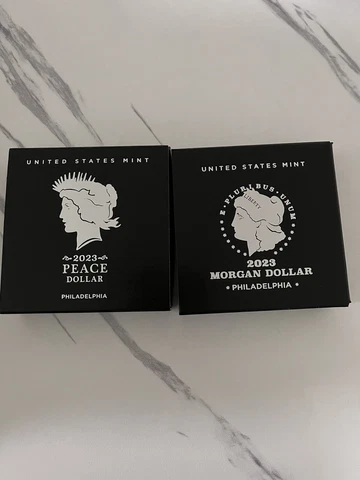 UNITED STATES MINT
2023
PEACE
DOLLAR
PHILADELPHIA
UNITED STATES MINT
E·PLURIBUS·UNUM
LIBERTY
2023
MORGAN DOLLAR
• PHILADELPHIA •